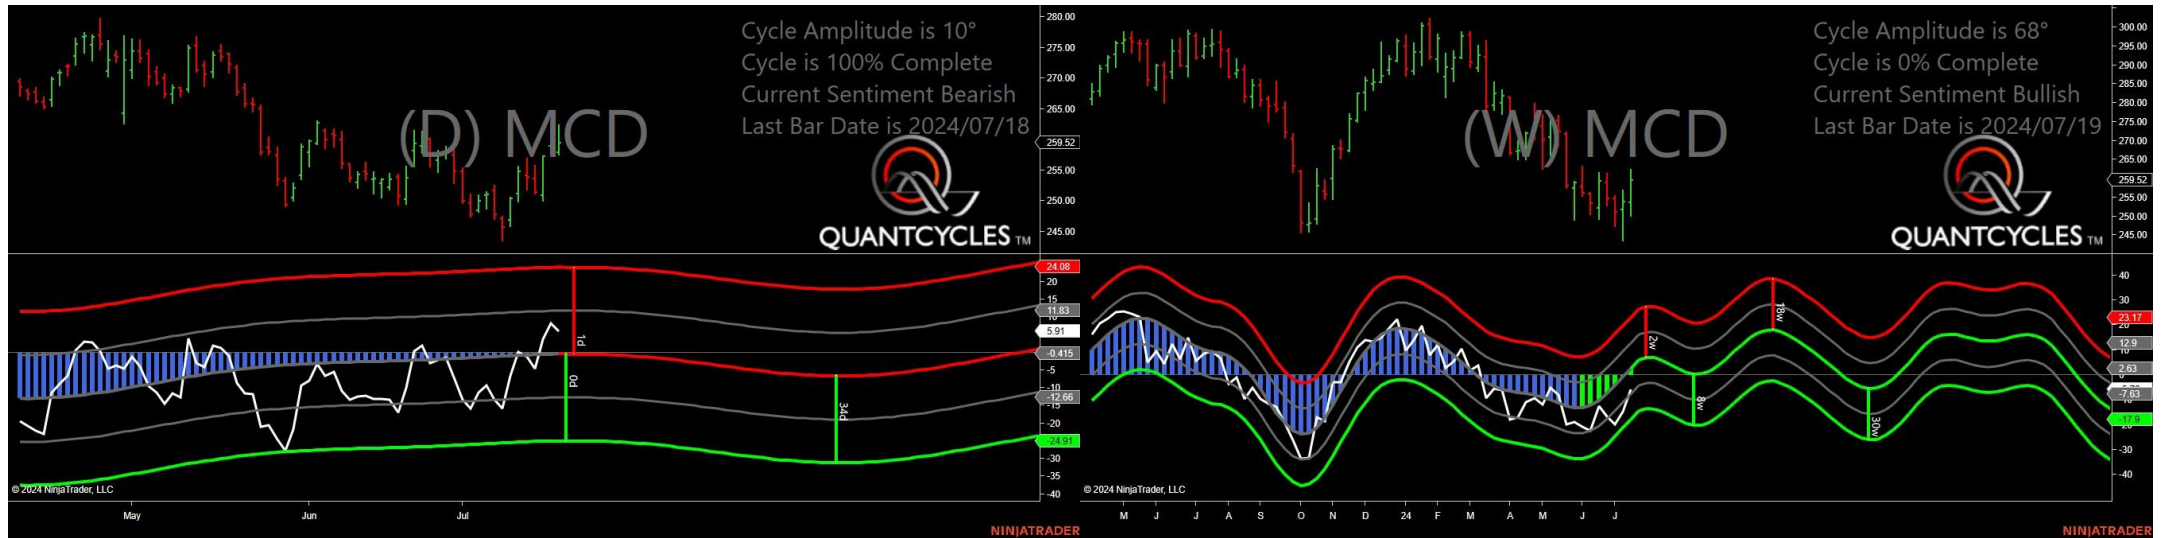 Cycle Amplitude is 10°
Cycle is 100% Complete
Current Sentiment Bearish
Last Bar Date is 2024/07/18
(D) MCD
QUANTCYCLES TM
280.00
275.00
270.00
265.00
259.52
255.00
250.00
245.00
24.08
20
15
11.83
5.91
-0.415
-5
-10
-12.66
-15
-20
-24.91
-30
-35
-40
1d
0d
34d
© 2024 NinjaTrader, LLC
May Jun Jul
NINJATRADER
Cycle Amplitude is 68°
Cycle is 0% Complete
Current Sentiment Bullish
Last Bar Date is 2024/07/19
(W) MCD
QUANTCYCLES TM
300.00
295.00
290.00
285.00
280.00
275.00
270.00
265.00
259.52
255.00
250.00
245.00
40
30
23.17
20
12.9
10
2.63
-7.63
-17.9
-30
-40
2w
8w
18w
30w
© 2024 NinjaTrader, LLC
M J J A S O N D 24 F M A M J J
NINJATRADER